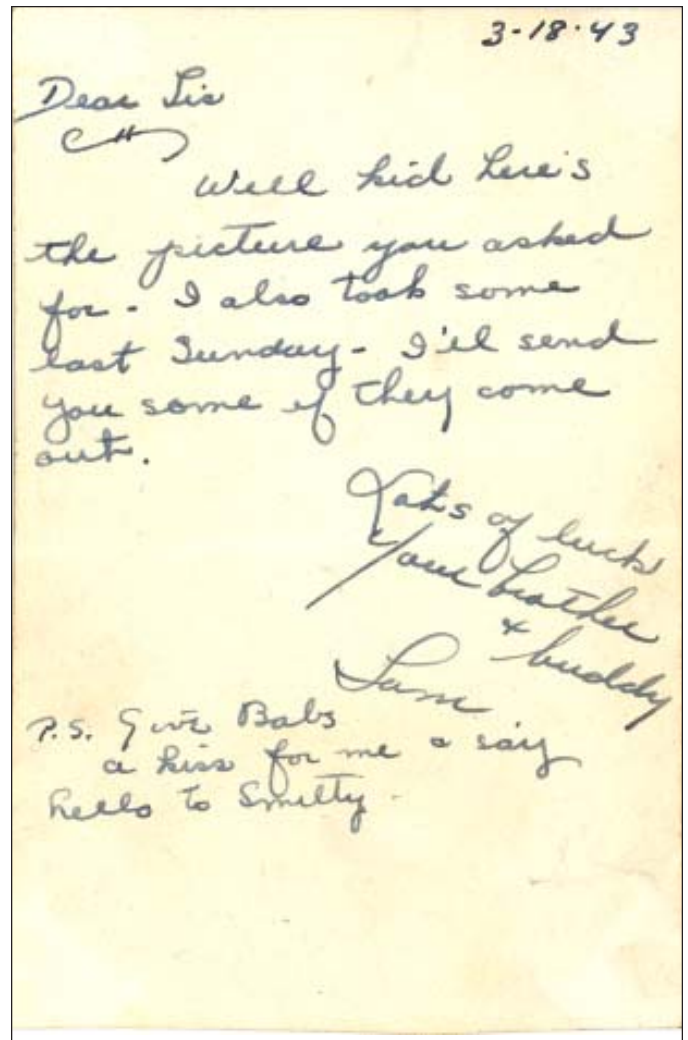 3-18-43
Dear Sis
Well kid here's
the picture you asked
for - I also took some
last Sunday - I'll send
you some if they come
out.
Lots of luck
Your brother
& buddy
Sam
P.S. Give Babs
a kiss for me & say
hello to Smitty -